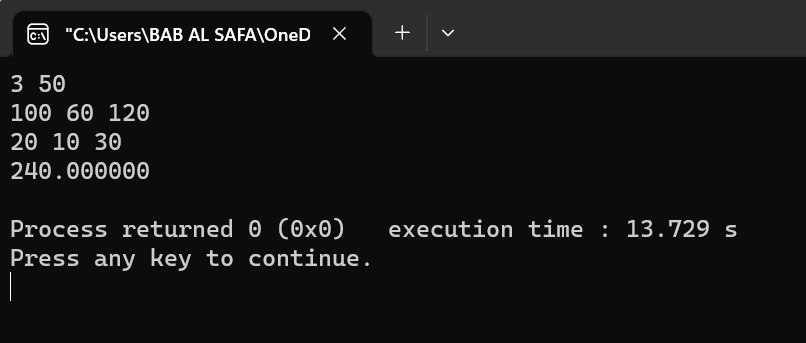 "C:\Users\BAB AL SAFA\OneD
3 50
100 60 120
20 10 30
240.000000
Process returned 0 (0x0)   execution time : 13.729 s
Press any key to continue.